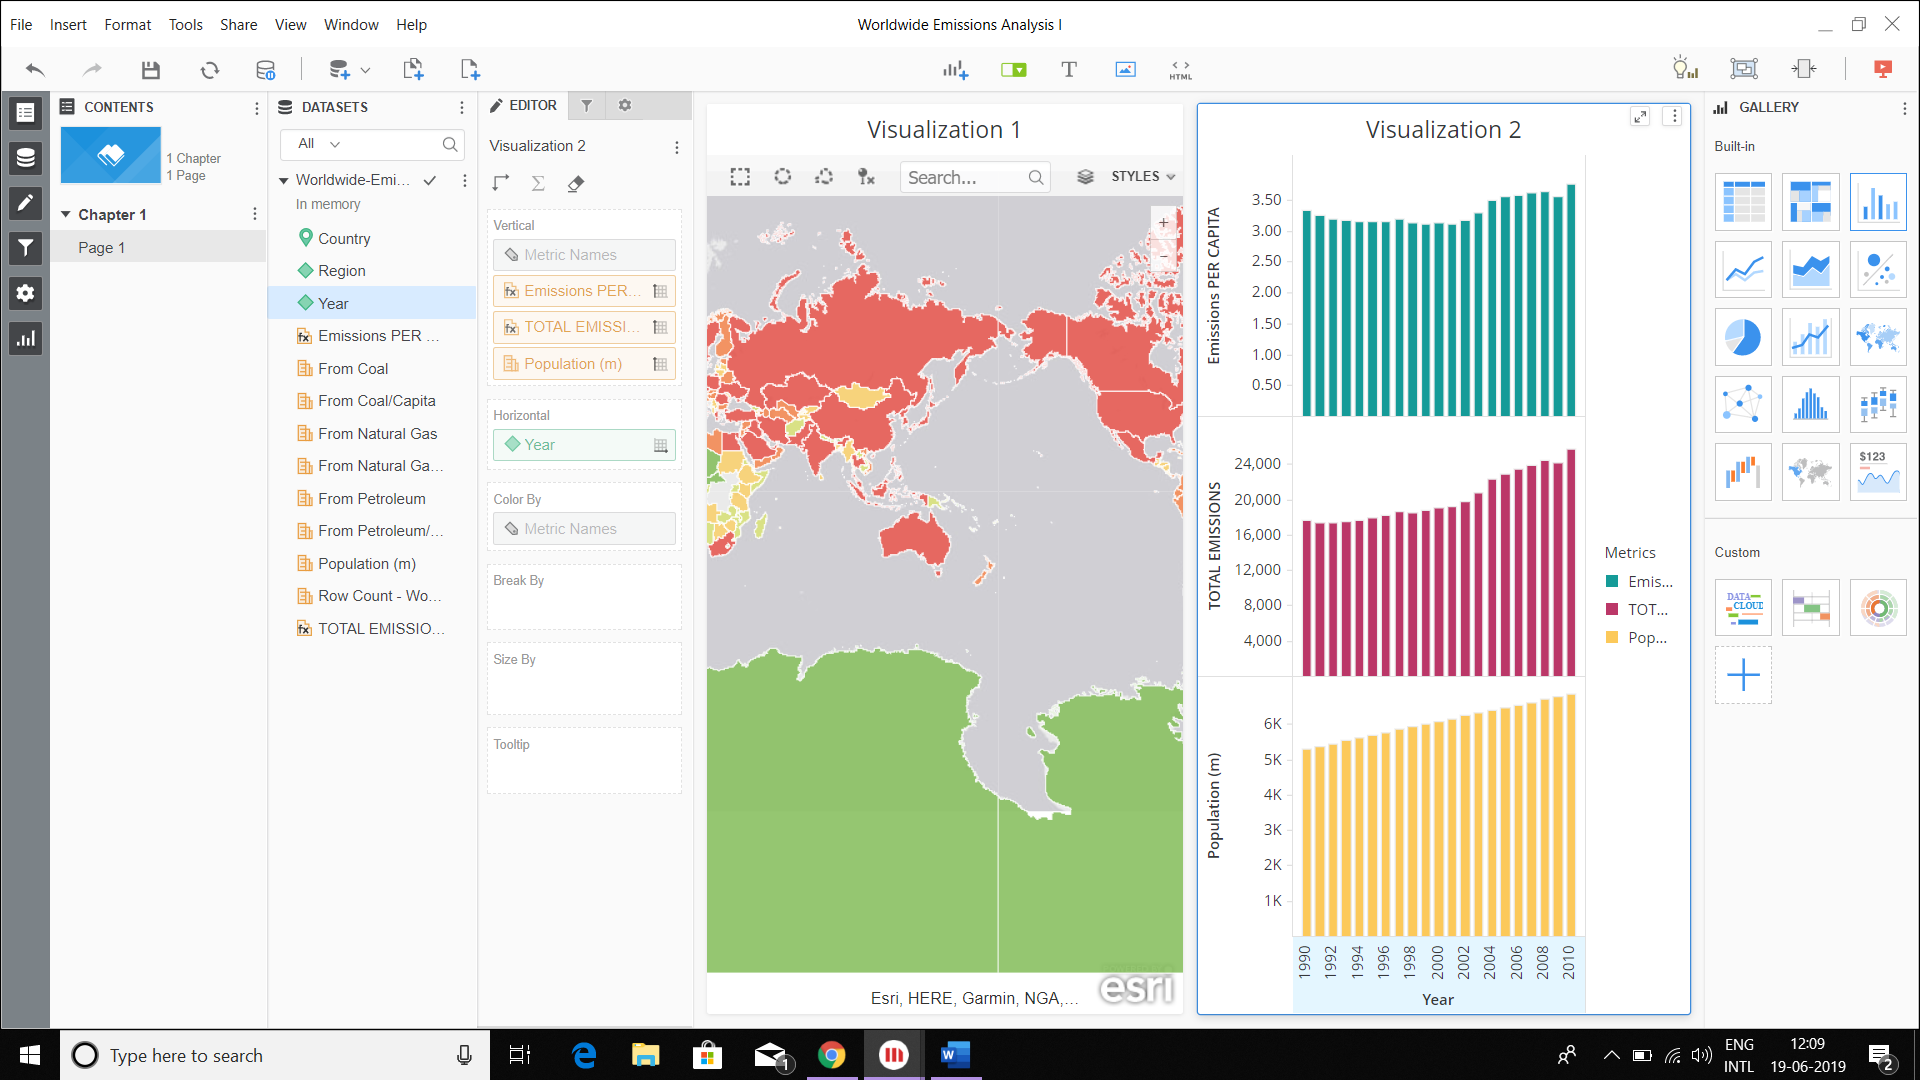 File Insert Format Tools Share View Window Help
Worldwide Emissions Analysis I
HTML
CONTENTS
1 Chapter
1 Page
Chapter 1
Page 1
DATASETS
All
Worldwide-Emi...
In memory
Country
Region
Year
Emissions PER ...
From Coal
From Coal/Capita
From Natural Gas
From Natural Ga...
From Petroleum
From Petroleum/...
Population (m)
Row Count - Wo...
TOTAL EMISSIO...
EDITOR
Visualization 2
Vertical
Metric Names
Emissions PER...
TOTAL EMISSI...
Population (m)
Horizontal
Year
Color By
Metric Names
Break By
Size By
Tooltip
Visualization 1
Search...
STYLES
+
-
esri
Esri, HERE, Garmin, NGA,...
Visualization 2
Emissions PER CAPITA
3.50
3.00
2.50
2.00
1.50
1.00
0.50
TOTAL EMISSIONS
24,000
20,000
16,000
12,000
8,000
4,000
Population (m)
6K
5K
4K
3K
2K
1K
1990 1992 1994 1996 1998 2000 2002 2004 2006 2008 2010
Year
Metrics
Emis...
TOT...
Pop...
GALLERY
Built-in
$123
Custom
DATA
CLOUD
Type here to search
1
W
ENG
INTL
12:09
19-06-2019
2